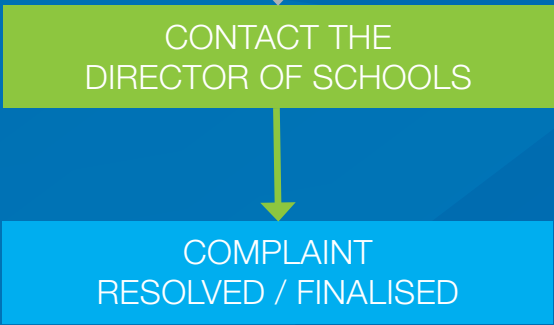 CONTACT THE
DIRECTOR OF SCHOOLS
COMPLAINT
RESOLVED / FINALISED